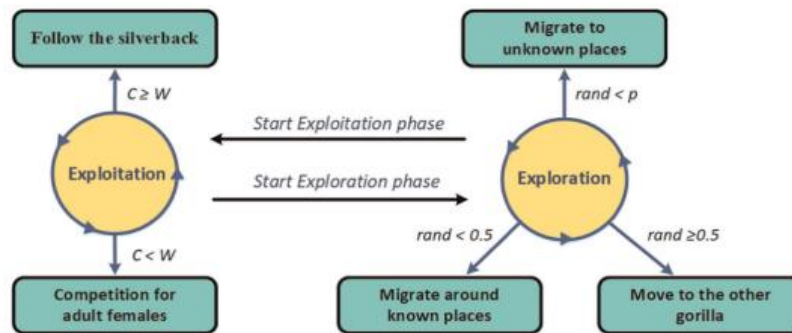 Follow the silverback
Migrate to
unknown places
C ≥ W
rand < p
Start Exploitation phase
Exploitation
Exploration
Start Exploration phase
rand < 0.5
rand ≥0.5
C < W
Competition for
adult females
Migrate around
known places
Move to the other
gorilla